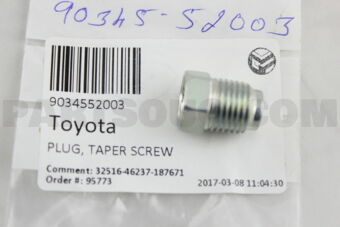 90345-52003
9034552003
Toyota
PLUG, TAPER SCREW
Comment: 32516-46237-187671
Order #: 95773 2017-03-08 11:04:30